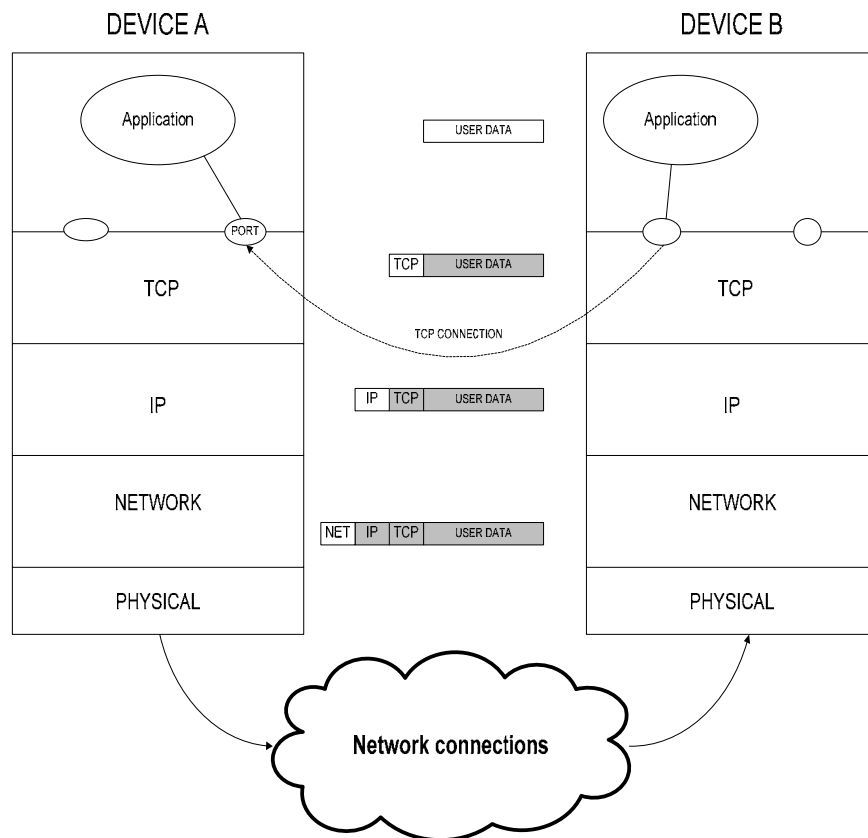 DEVICE A
DEVICE B
Application
USER DATA
Application
PORT
TCP USER DATA
TCP
TCP
TCP CONNECTION
IP TCP USER DATA
IP
IP
NETWORK
NETWORK
NET IP TCP USER DATA
PHYSICAL
PHYSICAL
Network connections